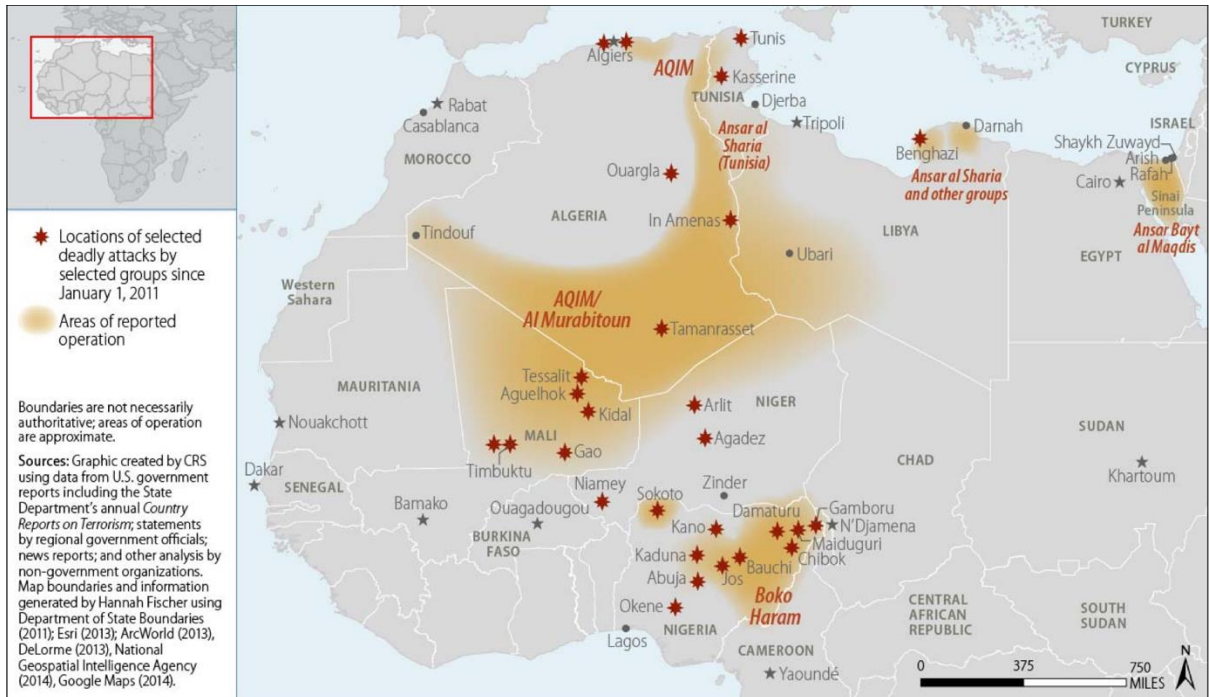 Locations of selected
deadly attacks by
selected groups since
January 1, 2011
Areas of reported
operation
Boundaries are not necessarily
authoritative; areas of operation
are approximate.
Sources: Graphic created by CRS
using data from U.S. government
reports including the State
Department's annual Country
Reports on Terrorism; statements
by regional government officials;
news reports; and other analysis by
non-government organizations.
Map boundaries and information
generated by Hannah Fischer using
Department of State Boundaries
(2011); Esri (2013); ArcWorld (2013),
DeLorme (2013), National
Geospatial Intelligence Agency
(2014), Google Maps (2014).
TURKEY
CYPRUS
ISRAEL
Algiers
AQIM
Tunis
Kasserine
TUNISIA
Djerba
Rabat
Casablanca
MOROCCO
Ansar al
Sharia
(Tunisia)
Tripoli
Benghazi
Darnah
Ansar al Sharia
and other groups
Shaykh Zuwayd
Arish
Rafah
Cairo
Sinai
Peninsula
Ansar Bayt
al Maqdis
EGYPT
Ouargla
ALGERIA
In Amenas
LIBYA
Tindouf
Ubari
Western
Sahara
AQIM/
Al Murabitoun
Tamanrasset
MAURITANIA
Tessalit
Aguelhok
Kidal
Arlit
NIGER
Nouakchott
MALI
Timbuktu
Gao
Agadez
CHAD
SUDAN
Khartoum
Dakar
SENEGAL
Bamako
Niamey
Ouagadougou
BURKINA
FASO
Sokoto
Zinder
Damaturu
Gamboru
N'Djamena
Kano
Maiduguri
Chibok
Kaduna
Bauchi
Jos
Abuja
Boko
Haram
Okene
NIGERIA
Lagos
CAMEROON
Yaoundé
CENTRAL
AFRICAN
REPUBLIC
SOUTH
SUDAN
N
0 375 750
MILES